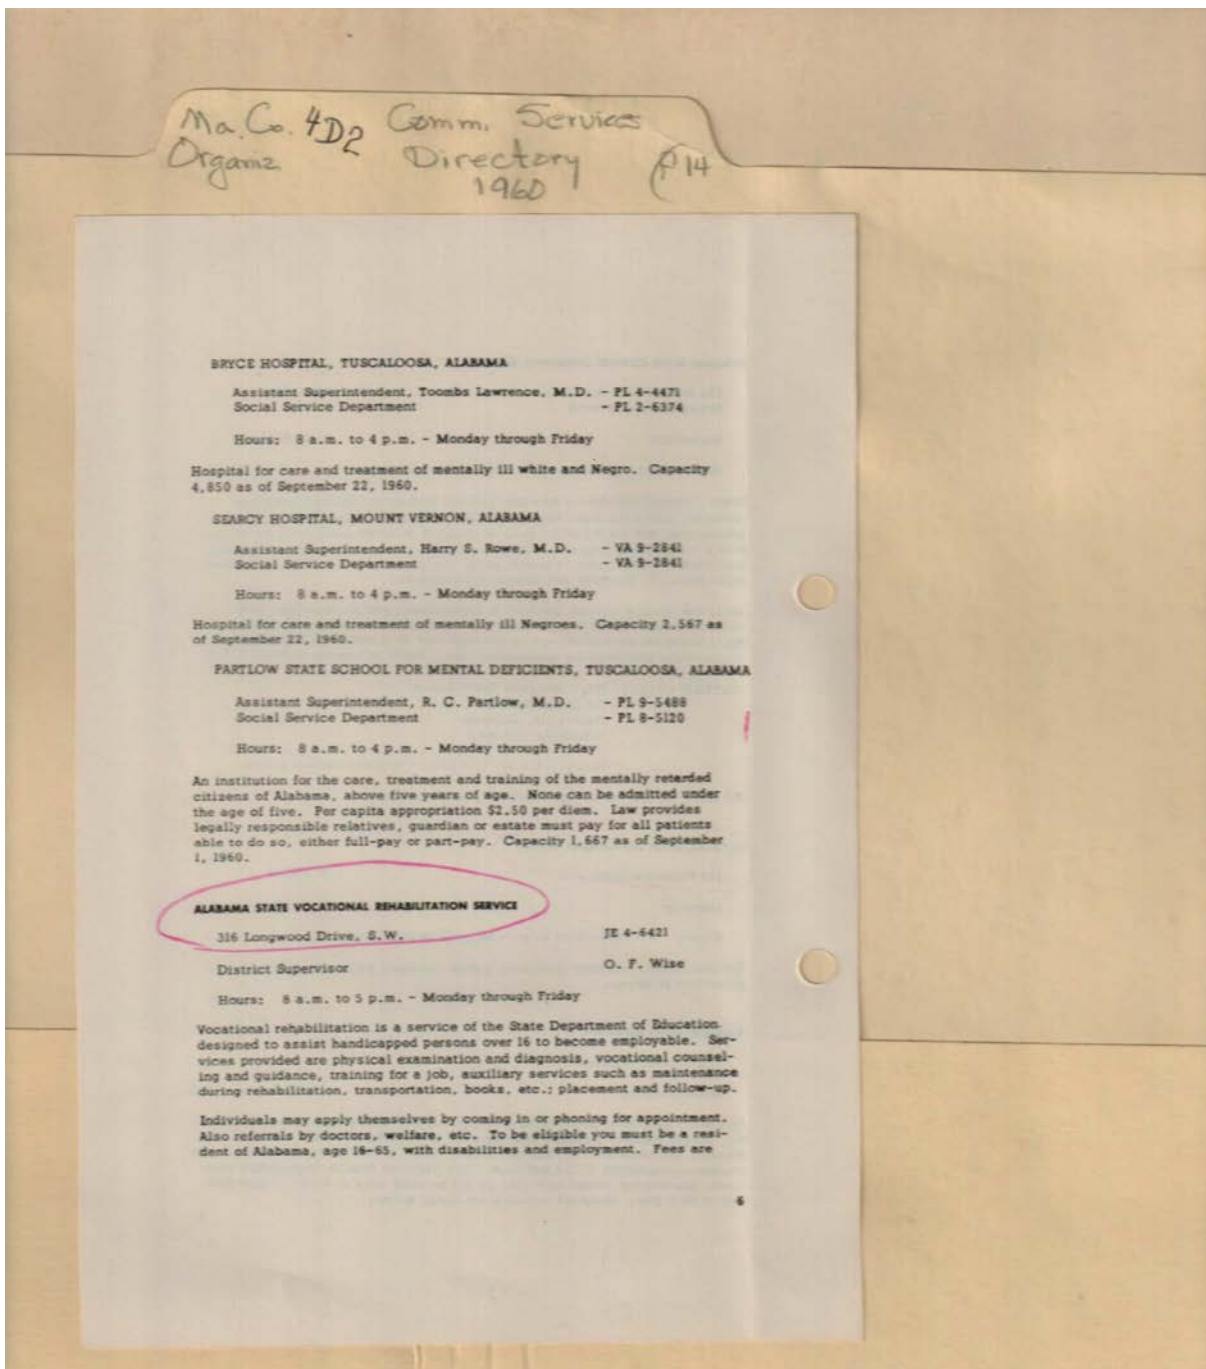 Ma. Co. 4D2 Comm. Services
Organiz Directory P 14
1960
BRYCE HOSPITAL, TUSCALOOSA, ALABAMA
Assistant Superintendent, Toombs Lawrence, M.D. - PL 4-4471
Social Service Department - PL 2-6374
Hours: 8 a.m. to 4 p.m. - Monday through Friday
Hospital for care and treatment of mentally ill white and Negro. Capacity
4,850 as of September 22, 1960.
SEARCY HOSPITAL, MOUNT VERNON, ALABAMA
Assistant Superintendent, Harry S. Rowe, M.D. - VA 9-2841
Social Service Department - VA 9-2841
Hours: 8 a.m. to 4 p.m. - Monday through Friday
Hospital for care and treatment of mentally ill Negroes. Capacity 2,567 as
of September 22, 1960.
PARTLOW STATE SCHOOL FOR MENTAL DEFICIENTS, TUSCALOOSA, ALABAMA
Assistant Superintendent, R. C. Partlow, M.D. - PL 9-5488
Social Service Department - PL 8-5120
Hours: 8 a.m. to 4 p.m. - Monday through Friday
An institution for the care, treatment and training of the mentally retarded
citizens of Alabama, above five years of age. None can be admitted under
the age of five. Per capita appropriation $2.50 per diem. Law provides
legally responsible relatives, guardian or estate must pay for all patients
able to do so, either full-pay or part-pay. Capacity 1,667 as of September
1, 1960.
ALABAMA STATE VOCATIONAL REHABILITATION SERVICE
316 Longwood Drive, S.W. JE 4-6421
District Supervisor O. F. Wise
Hours: 8 a.m. to 5 p.m. - Monday through Friday
Vocational rehabilitation is a service of the State Department of Education
designed to assist handicapped persons over 16 to become employable. Ser-
vices provided are physical examination and diagnosis, vocational counsel-
ing and guidance, training for a job, auxiliary services such as maintenance
during rehabilitation, transportation, books, etc.; placement and follow-up.
Individuals may apply themselves by coming in or phoning for appointment.
Also referrals by doctors, welfare, etc. To be eligible you must be a resi-
dent of Alabama, age 16-65, with disabilities and employment. Fees are
6